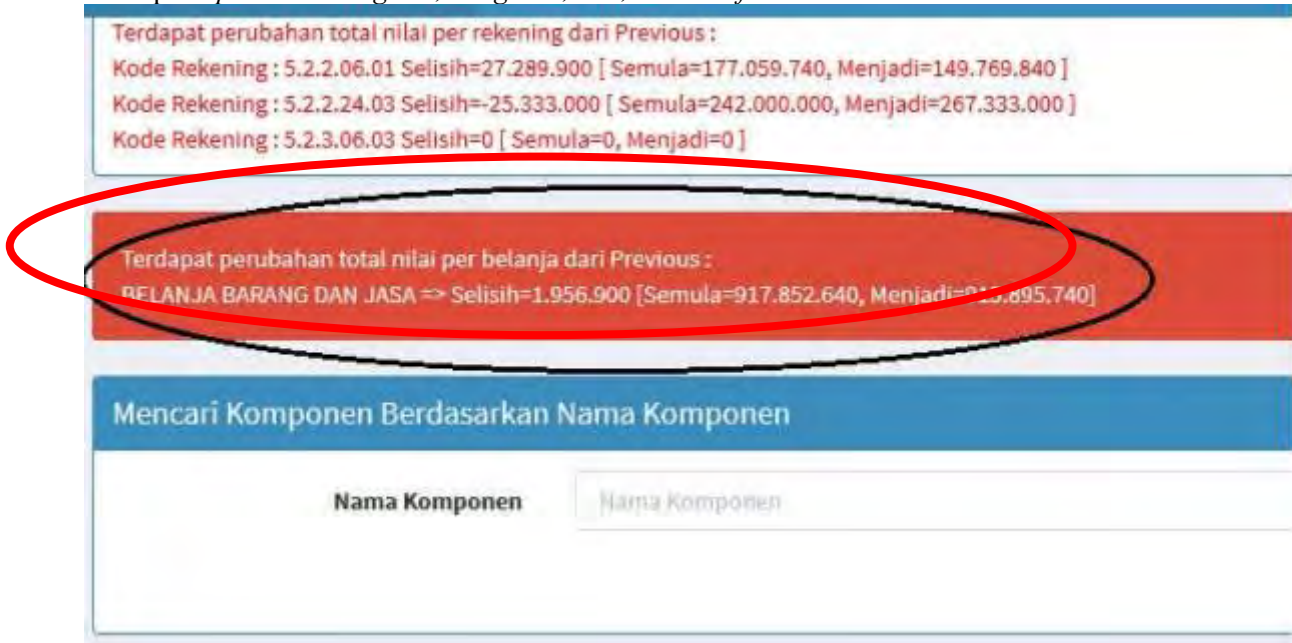 Terdapat perubahan total nilai per rekening dari Previous :
Kode Rekening : 5.2.2.06.01 Selisih=27.289.900 [ Semula=177.059.740, Menjadi=149.769.840 ]
Kode Rekening : 5.2.2.24.03 Selisih=-25.333.000 [ Semula=242.000.000, Menjadi=267.333.000 ]
Kode Rekening : 5.2.3.06.03 Selisih=0 [ Semula=0, Menjadi=0 ]
Terdapat perubahan total nilai per belanja dari Previous :
BELANJA BARANG DAN JASA => Selisih=1.956.900 [Semula=917.852.640, Menjadi=915.895.740]
Mencari Komponen Berdasarkan Nama Komponen
Nama Komponen
Nama Komponen